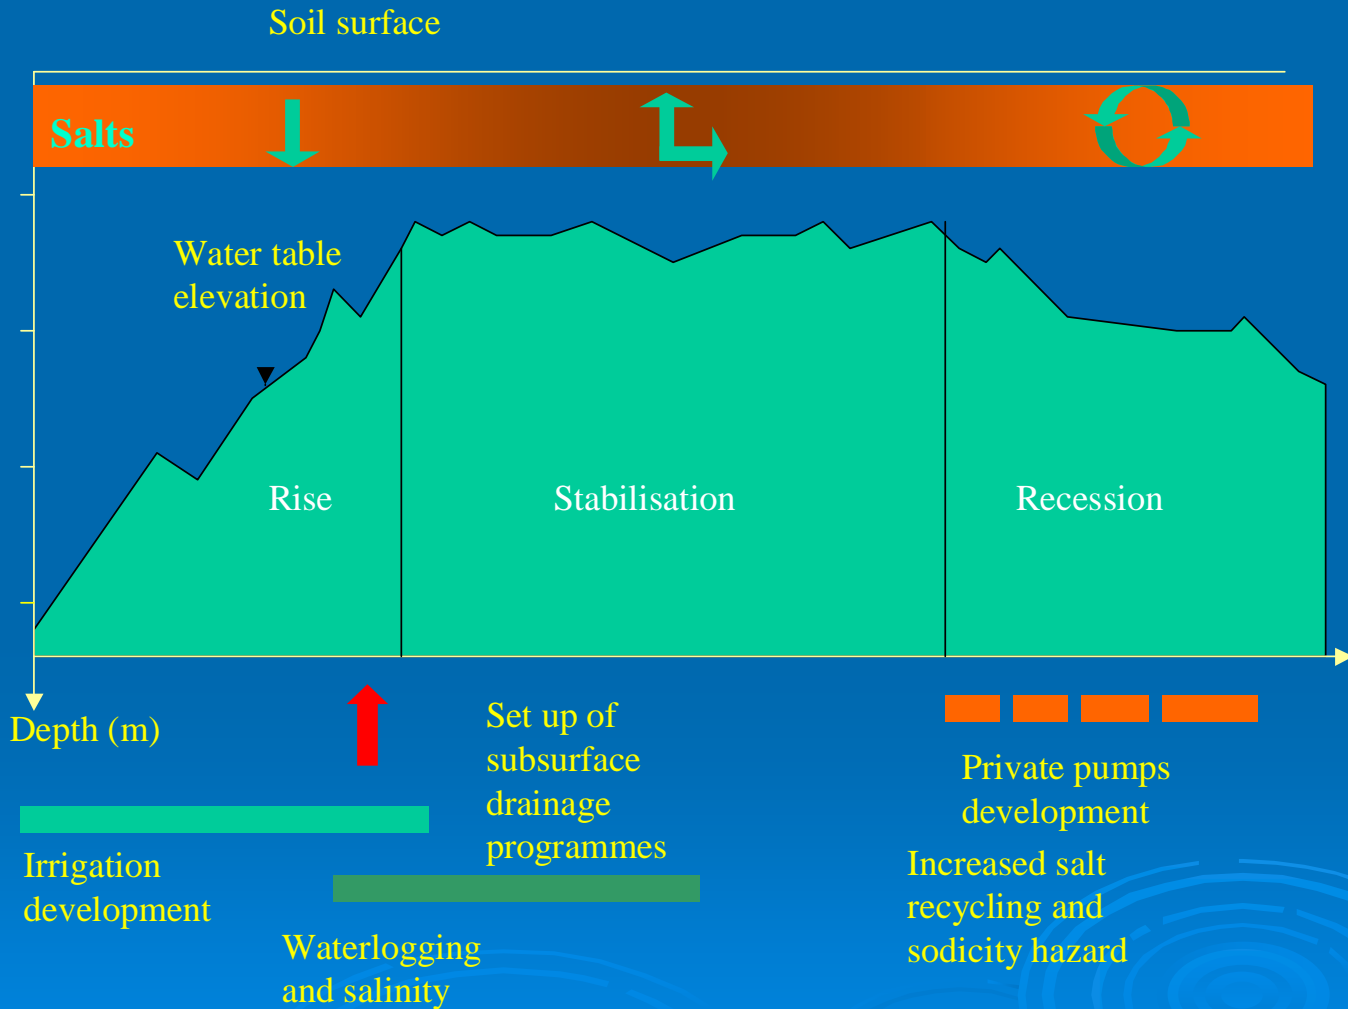 Soil surface
Salts
Water table
elevation
Rise
Stabilisation
Recession
Depth (m)
Set up of
subsurface
drainage
programmes
Private pumps
development
Irrigation
development
Increased salt
recycling and
sodicity hazard
Waterlogging
and salinity